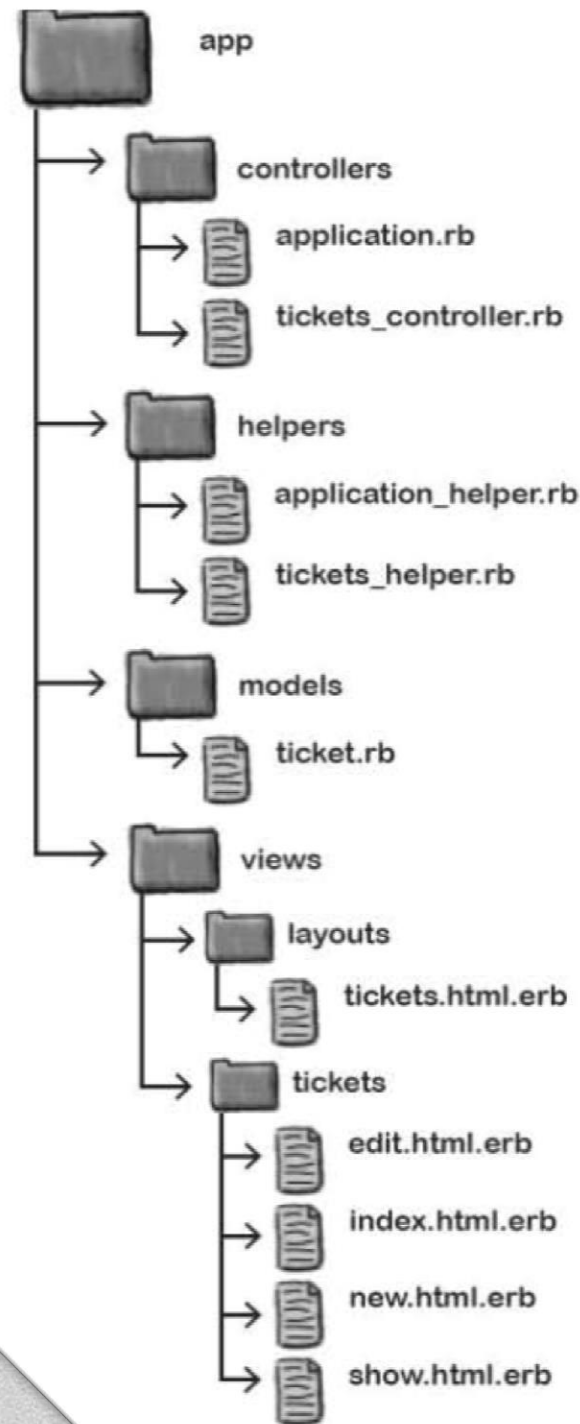 app
controllers
application.rb
tickets_controller.rb
helpers
application_helper.rb
tickets_helper.rb
models
ticket.rb
views
layouts
tickets.html.erb
tickets
edit.html.erb
index.html.erb
new.html.erb
show.html.erb